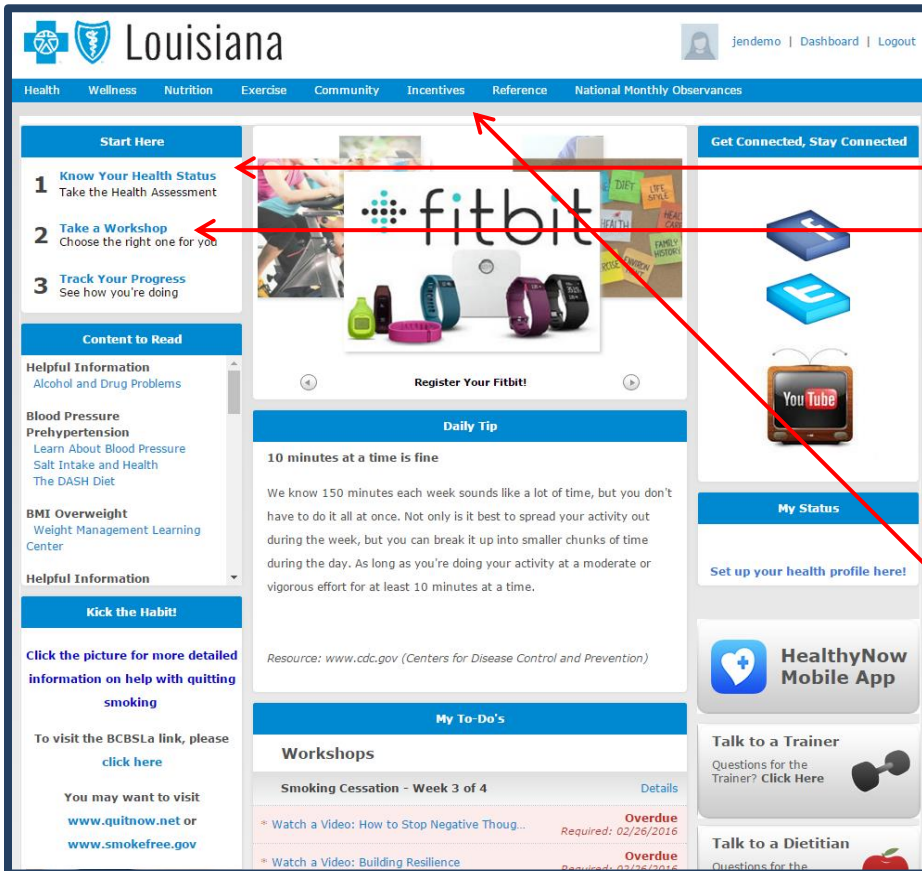 Louisiana
jendemo | Dashboard | Logout
Health Wellness Nutrition Exercise Community Incentives Reference National Monthly Observances
Start Here
1 Know Your Health Status
Take the Health Assessment
2 Take a Workshop
Choose the right one for you
3 Track Your Progress
See how you're doing
Content to Read
Helpful Information
Alcohol and Drug Problems
Blood Pressure
Prehypertension
Learn About Blood Pressure
Salt Intake and Health
The DASH Diet
BMI Overweight
Weight Management Learning
Center
Helpful Information
Kick the Habit!
Click the picture for more detailed
information on help with quitting
smoking
To visit the BCBSLa link, please
click here
You may want to visit
www.quitnow.net or
www.smokefree.gov
DIET
LIFE
STYLE
HEALTH
FAMILY
HISTORY
fitbit
Register Your Fitbit!
Daily Tip
10 minutes at a time is fine
We know 150 minutes each week sounds like a lot of time, but you don't
have to do it all at once. Not only is it best to spread your activity out
during the week, but you can break it up into smaller chunks of time
during the day. As long as you're doing your activity at a moderate or
vigorous effort for at least 10 minutes at a time.
Resource: www.cdc.gov (Centers for Disease Control and Prevention)
My To-Do's
Workshops
Smoking Cessation - Week 3 of 4 Details
* Watch a Video: How to Stop Negative Thoug... Overdue
Required: 02/26/2016
* Watch a Video: Building Resilience Overdue
Required: 02/26/2016
Get Connected, Stay Connected
f
t
You Tube
My Status
Set up your health profile here!
HealthyNow
Mobile App
Talk to a Trainer
Questions for the
Trainer? Click Here
Talk to a Dietitian
Questions for the